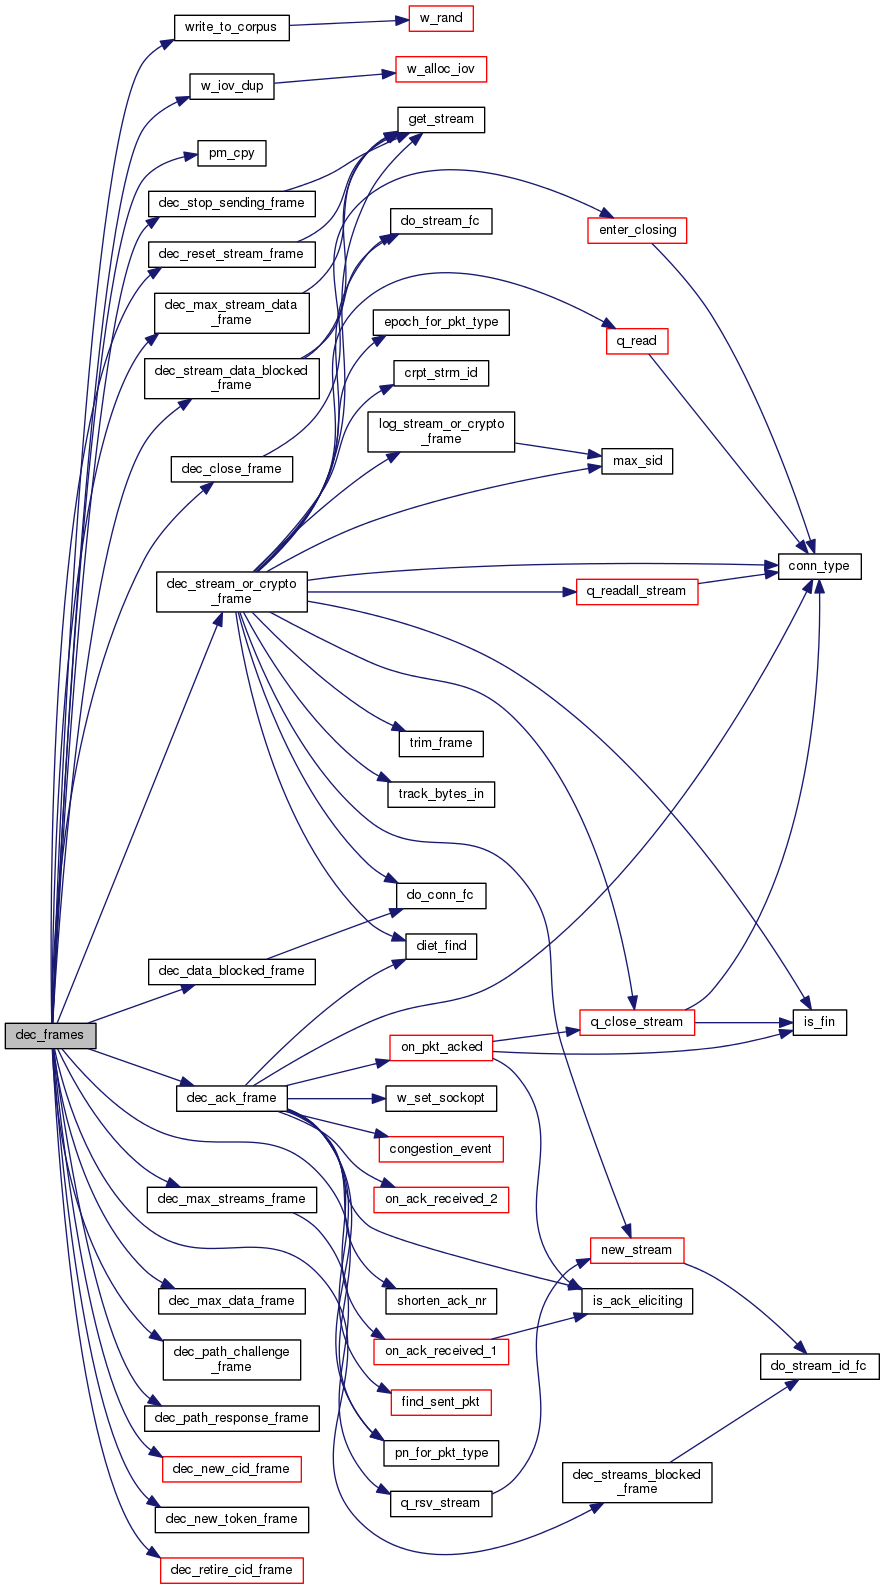 write_to_corpus
w_rand
w_iov_dup
w_alloc_iov
get_stream
pm_cpy
dec_stop_sending_frame
dec_reset_stream_frame
do_stream_fc
enter_closing
dec_max_stream_data
_frame
epoch_for_pkt_type
q_read
dec_stream_data_blocked
_frame
crpt_strm_id
log_stream_or_crypto
_frame
max_sid
dec_close_frame
dec_stream_or_crypto
_frame
conn_type
q_readall_stream
trim_frame
track_bytes_in
do_conn_fc
diet_find
dec_data_blocked_frame
dec_frames
q_close_stream
is_fin
on_pkt_acked
dec_ack_frame
w_set_sockopt
congestion_event
dec_max_streams_frame
on_ack_received_2
new_stream
dec_max_data_frame
shorten_ack_nr
is_ack_eliciting
dec_path_challenge
_frame
on_ack_received_1
do_stream_id_fc
find_sent_pkt
dec_path_response_frame
pn_for_pkt_type
dec_new_cid_frame
dec_streams_blocked
_frame
q_rsv_stream
dec_new_token_frame
dec_retire_cid_frame